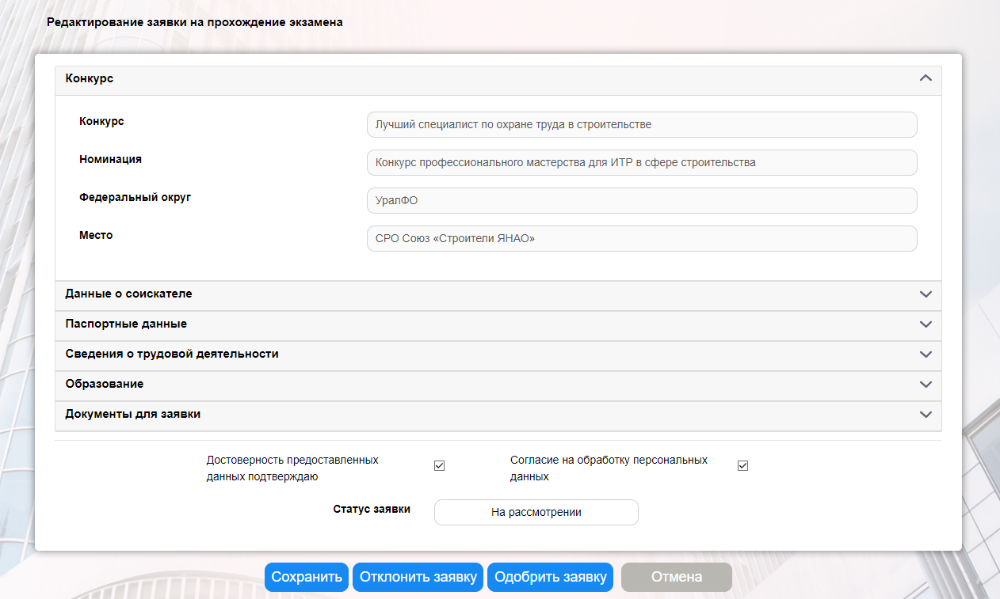 Редактирование заявки на прохождение экзамена
Конкурс
Конкурс
Лучший специалист по охране труда в строительстве
Номинация
Конкурс профессионального мастерства для ИТР в сфере строительства
Федеральный округ
УралФО
Место
СРО Союз «Строители ЯНАО»
Данные о соискателе
Паспортные данные
Сведения о трудовой деятельности
Образование
Документы для заявки
Достоверность предоставленных
данных подтверждаю
Согласие на обработку персональных
данных
Статус заявки
На рассмотрении
Сохранить
Отклонить заявку
Одобрить заявку
Отмена